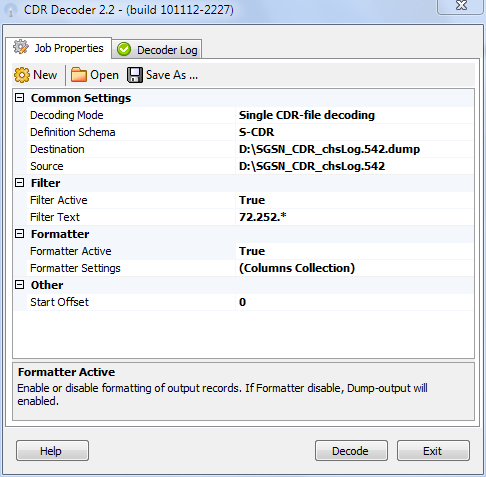 CDR Decoder 2.2 - (build 101112-2227)
Job Properties
Decoder Log
New
Open
Save As ...
Common Settings
Decoding Mode Single CDR-file decoding
Definition Schema S-CDR
Destination D:\SGSN_CDR_chsLog.542.dump
Source D:\SGSN_CDR_chsLog.542
Filter
Filter Active True
Filter Text 72.252.*
Formatter
Formatter Active True
Formatter Settings (Columns Collection)
Other
Start Offset 0
Formatter Active
Enable or disable formatting of output records. If Formatter disable, Dump-output will
enabled.
Help
Decode
Exit